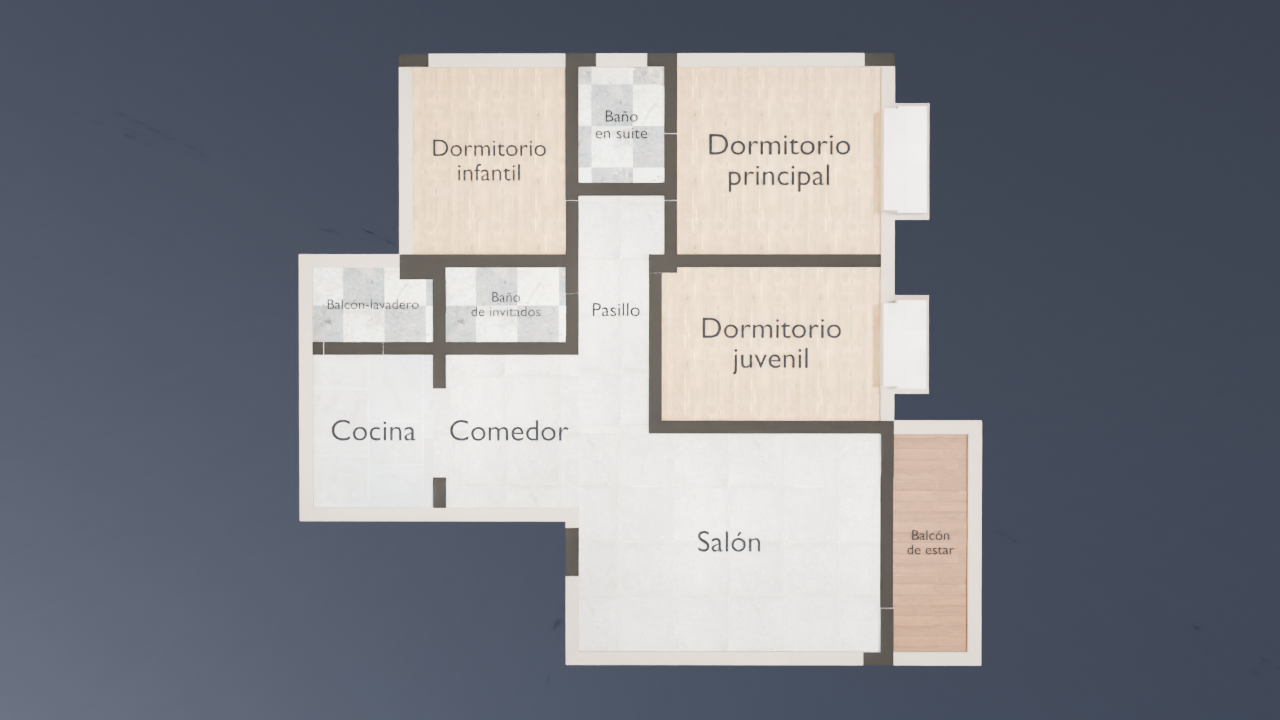 Dormitorio
infantil
Baño
en suite
Dormitorio
principal
Balcón-lavadero
Baño
de invitados
Pasillo
Dormitorio
juvenil
Cocina
Comedor
Salón
Balcón
de estar